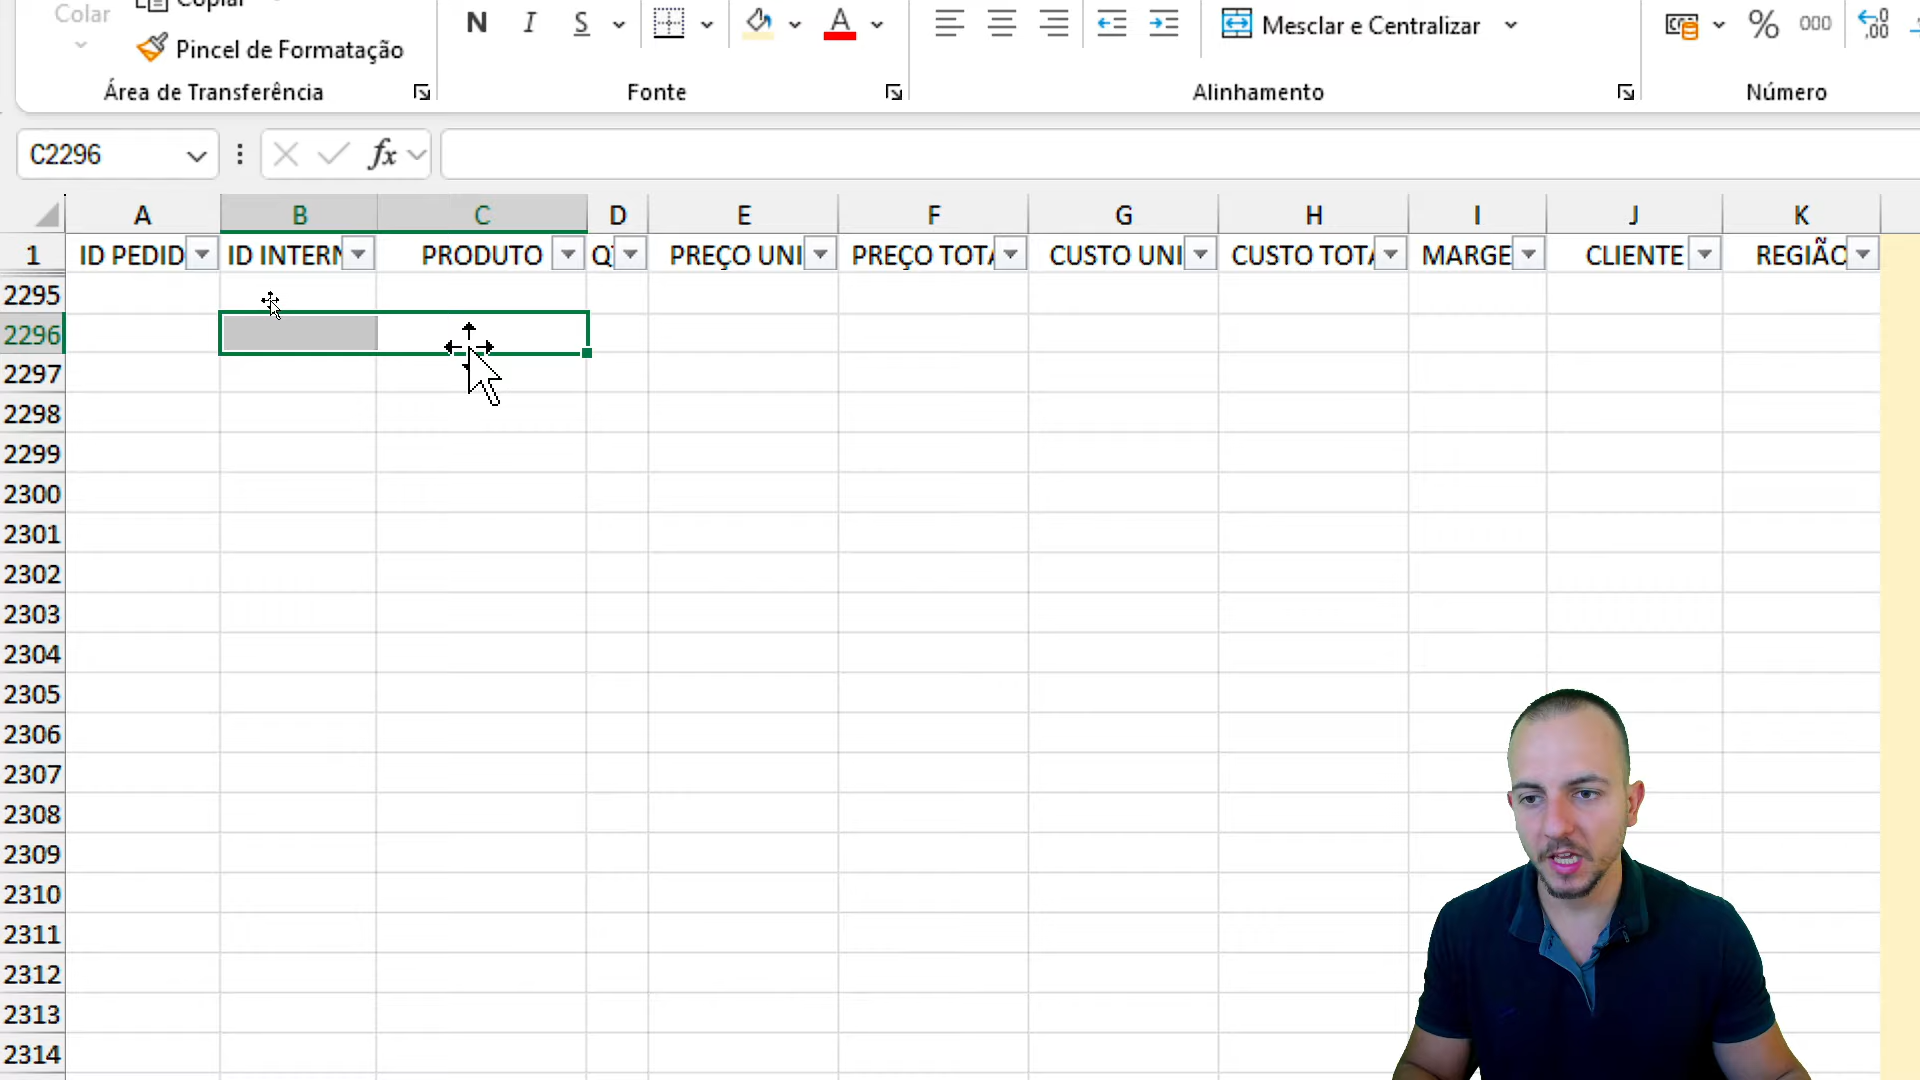 Colar
Copiar
Pincel de Formatação
Área de Transferência
N I S
A
Fonte
Mesclar e Centralizar
Alinhamento
% 000
Número
C2296
fx
A B C D E F G H I J K
1 ID PEDID ID INTERN PRODUTO Q PREÇO UNI PREÇO TOTA CUSTO UNI CUSTO TOTA MARGE CLIENTE REGIÃO
2295
2296
2297
2298
2299
2300
2301
2302
2303
2304
2305
2306
2307
2308
2309
2310
2311
2312
2313
2314